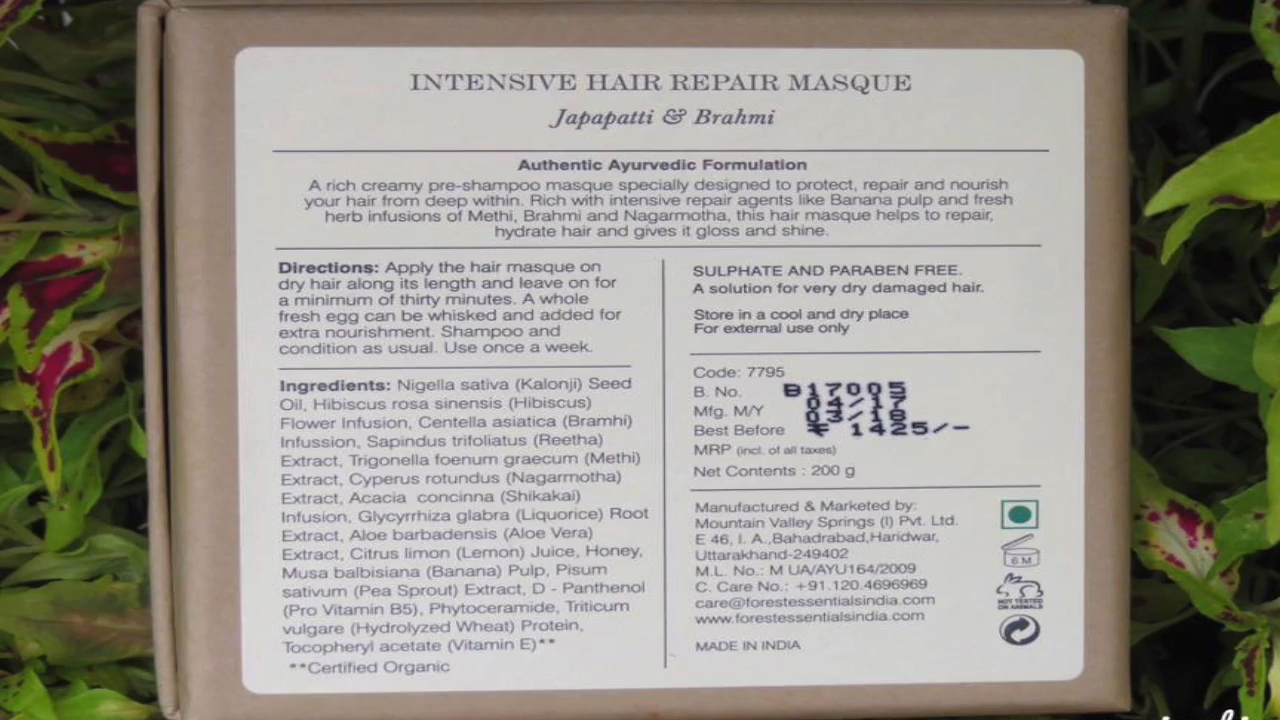 INTENSIVE HAIR REPAIR MASQUE
Japapatti & Brahmi
Authentic Ayurvedic Formulation
A rich creamy pre-shampoo masque specially designed to protect, repair and nourish
your hair from deep within. Rich with intensive repair agents like Banana pulp and fresh
herb infusions of Methi, Brahmi and Nagarmotha, this hair masque helps to repair,
hydrate hair and gives it gloss and shine.
Directions: Apply the hair masque on
dry hair along its length and leave on for
a minimum of thirty minutes. A whole
fresh egg can be whisked and added for
extra nourishment. Shampoo and
condition as usual. Use once a week.
Ingredients: Nigella sativa (Kalonji) Seed
Oil, Hibiscus rosa sinensis (Hibiscus)
Flower Infusion, Centella asiatica (Bramhi)
Infussion, Sapindus trifoliatus (Reetha)
Extract, Trigonella foenum graecum (Methi)
Extract, Cyperus rotundus (Nagarmotha)
Extract, Acacia concinna (Shikakai)
Infusion, Glycyrrhiza glabra (Liquorice) Root
Extract, Aloe barbadensis (Aloe Vera)
Extract, Citrus limon (Lemon) Juice, Honey,
Musa balbisiana (Banana) Pulp, Pisum
sativum (Pea Sprout) Extract, D - Panthenol
(Pro Vitamin B5), Phytoceramide, Triticum
vulgare (Hydrolyzed Wheat) Protein,
Tocopheryl acetate (Vitamin E)**
**Certified Organic
SULPHATE AND PARABEN FREE.
A solution for very dry damaged hair.
Store in a cool and dry place
For external use only
Code: 7795
B. No. B17005
Mfg. M/Y 04/17
Best Before 03/18
MRP (incl. of all taxes) ₹ 1425/-
Net Contents : 200 g
Manufactured & Marketed by:
Mountain Valley Springs (I) Pvt. Ltd.
E 46, I. A.,Bahadrabad,Haridwar,
Uttarakhand-249402
M.L. No.: M UA/AYU164/2009
C. Care No.: +91.120.4696969
care@forestessentialsindia.com
www.forestessentialsindia.com
MADE IN INDIA
6 M
NOT TESTED
ON ANIMALS